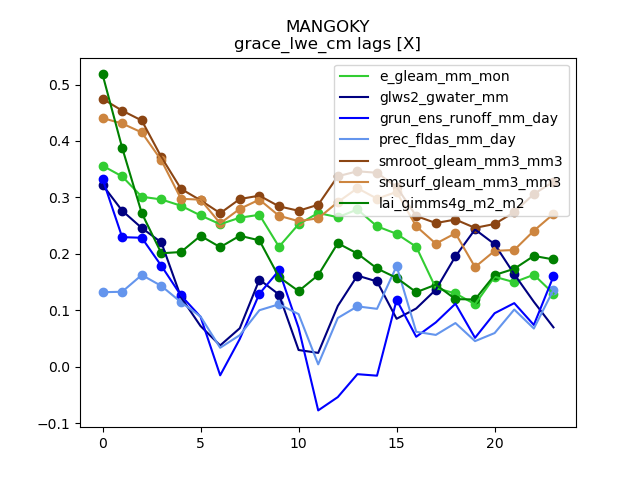 MANGOKY
grace_lwe_cm lags [X]
e_gleam_mm_mon
glws2_gwater_mm
grun_ens_runoff_mm_day
prec_fldas_mm_day
smroot_gleam_mm3_mm3
smsurf_gleam_mm3_mm3
lai_gimms4g_m2_m2
0.5
0.4
0.3
0.2
0.1
0.0
−0.1
0
5
10
15
20